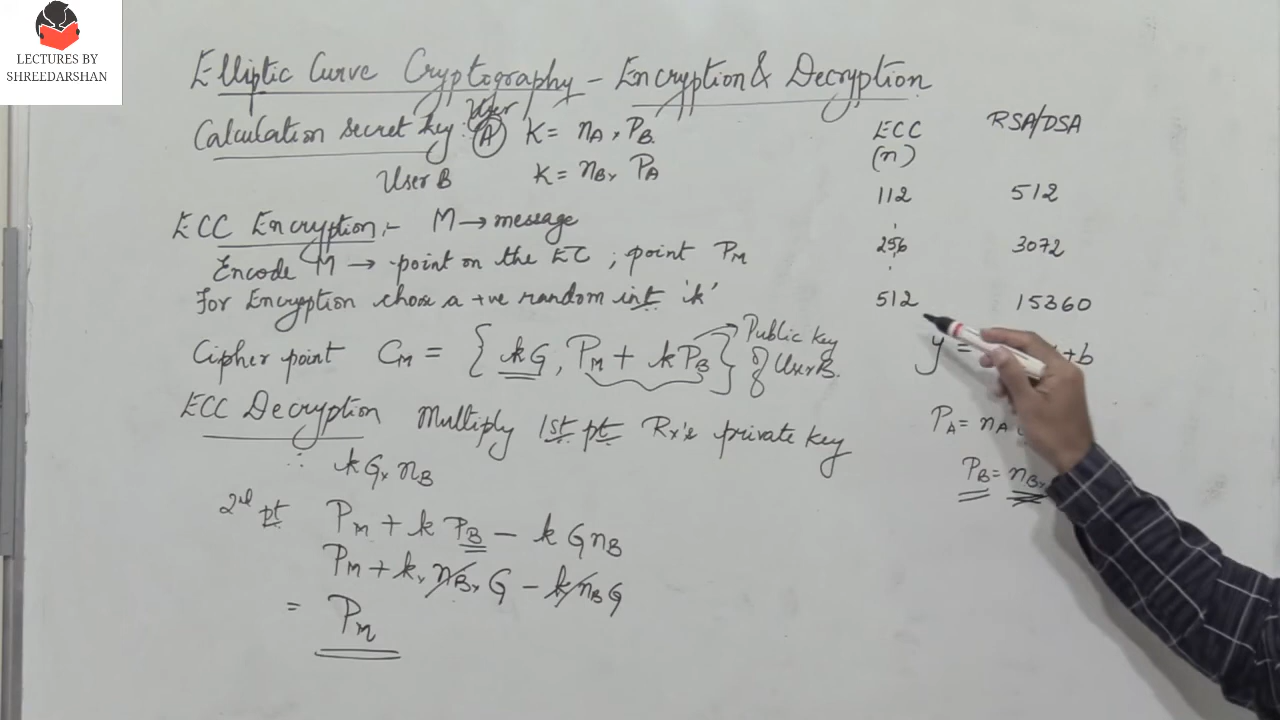 LECTURES BY
SHREEDARSHAN
Elliptic Curve Cryptography - Encryption & Decryption
Calculation secret key : User A K = nA × PB
User B K = nB × PA
ECC Encryption :- M → message
Encode M → point on the EC ; point PM
For Encryption choose a +ve random int 'k'
Cipher point CM = { kG , PM + kPB } → Public key
of User B.
ECC Decryption Multiply 1st pt Rx's private key
∴ kG × nB
2nd pt PM + k PB - k G nB
PM + k × nB × G - k nB G
= PM
ECC RSA/DSA
(n)
112 512
256 3072
512 15360
y = + b
PA = nA
PB = nB ×